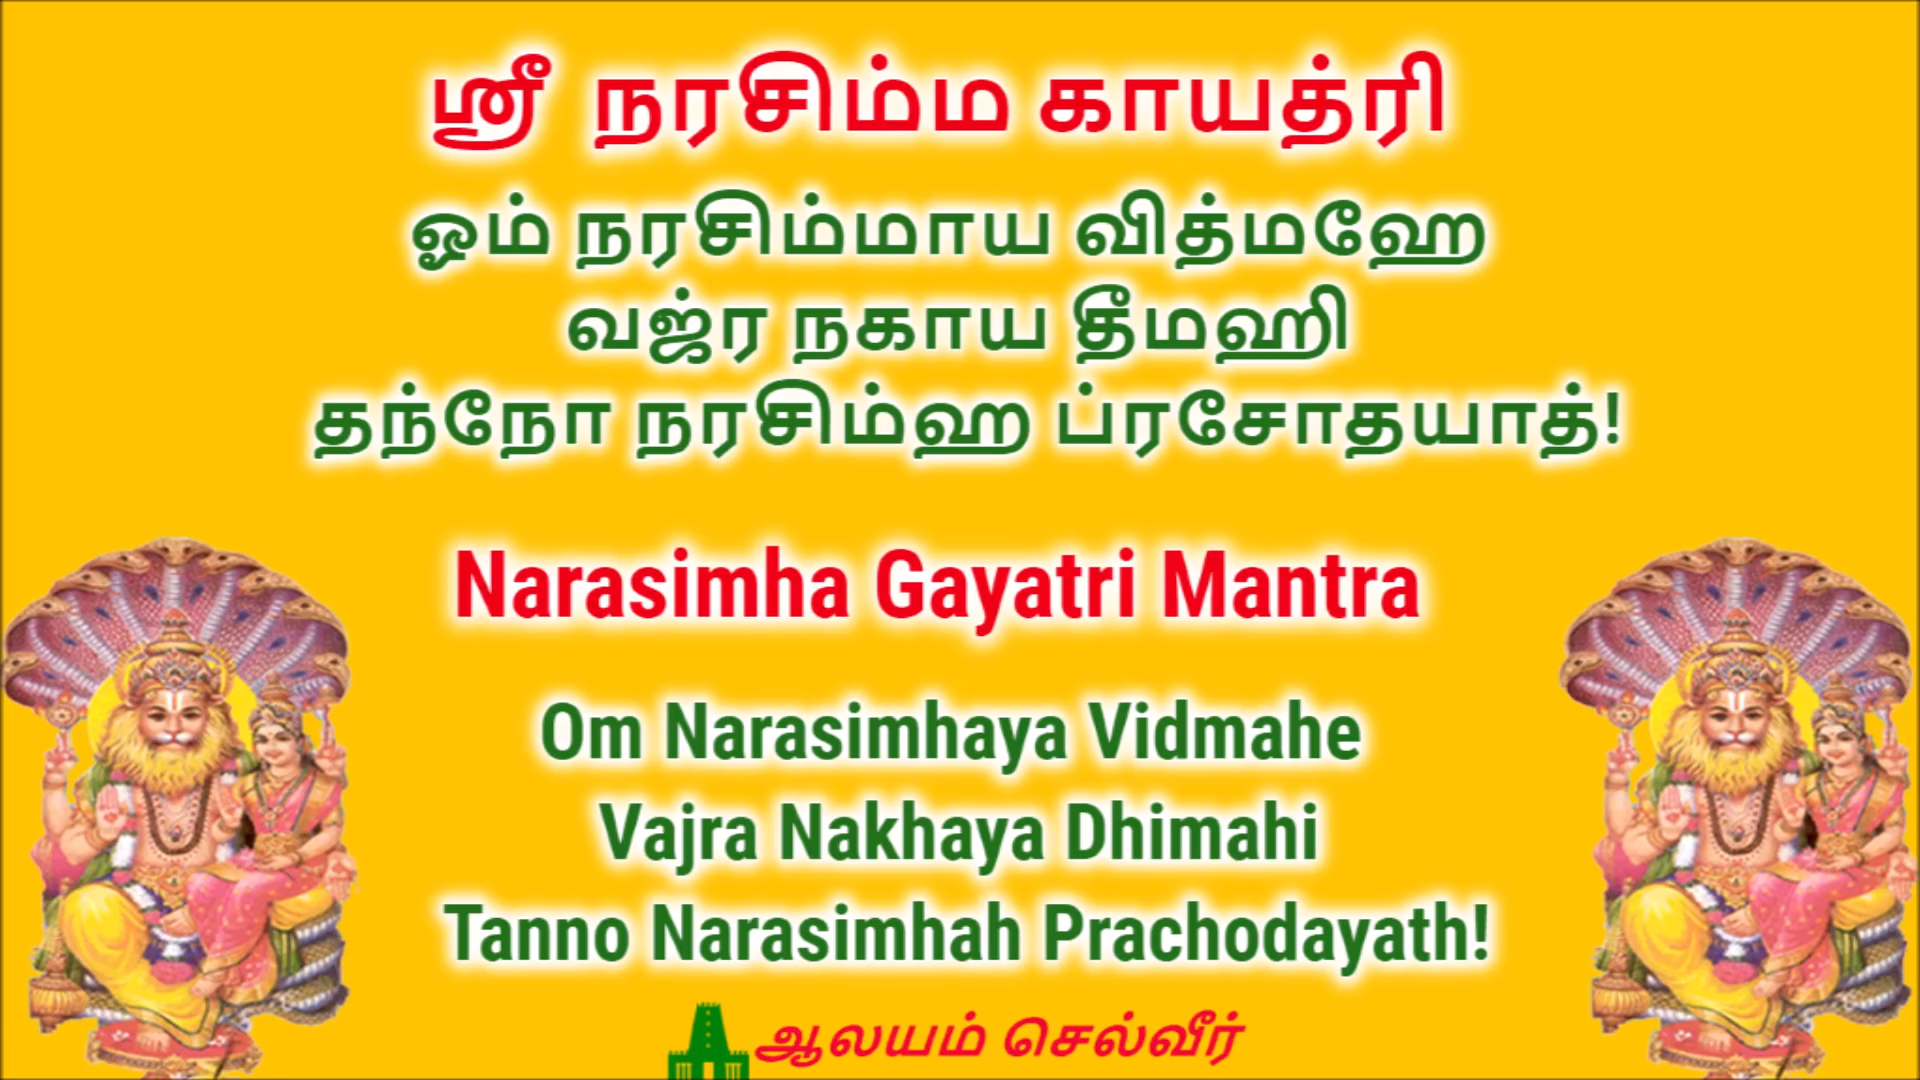 ஸ்ரீ நரசிம்ம காயத்ரி
ஓம் நரசிம்மாய வித்மஹே
வஜ்ர நகாய தீமஹி
தந்நோ நரசிம்ஹ ப்ரசோதயாத்!
Narasimha Gayatri Mantra
Om Narasimhaya Vidmahe
Vajra Nakhaya Dhimahi
Tanno Narasimhah Prachodayath!
ஆலயம் செல்வீர்